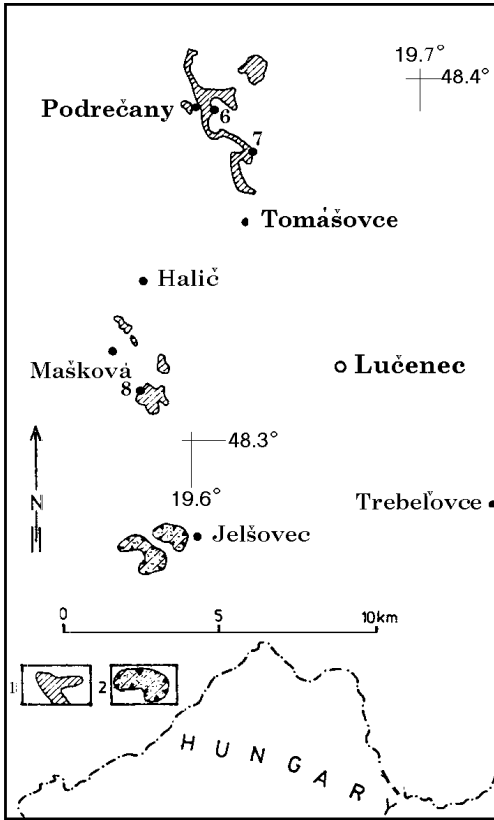 19.7°
48.4°
Podrečany
6
7
Tomášovce
Halič
Mašková
8
Lučenec
48.3°
19.6°
N
Trebeľovce
Jelšovec
0 5 10km
1 2
HUNGARY